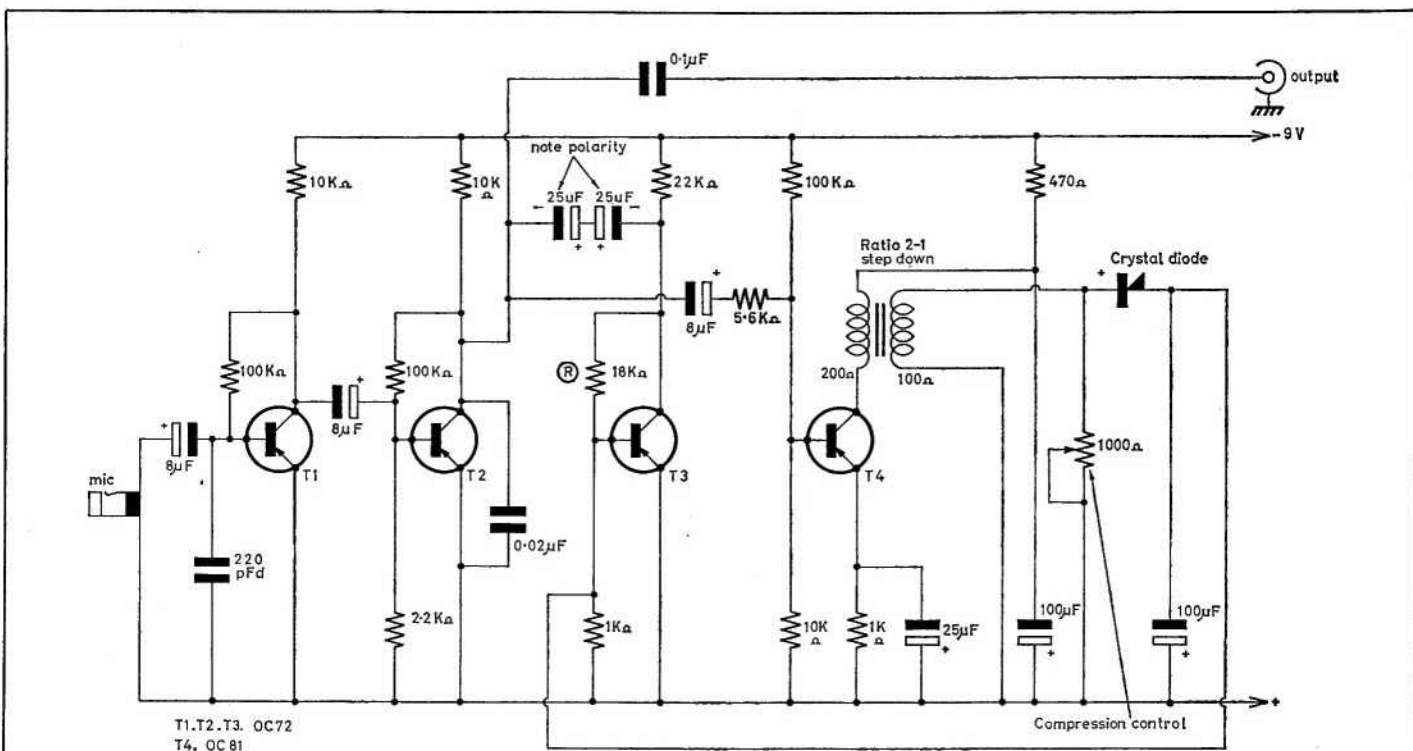 0·1µF
output
−9V
note polarity
10KΩ
10K
Ω
− 25uF 25uF −
+ +
22KΩ
100KΩ
470Ω
Ratio 2-1
step down
Crystal diode
+
+
8µF
5·6KΩ
100KΩ
100KΩ
R
18KΩ
200Ω
100Ω
1000Ω
+
8µF
+
8µF
mic
T1
T2
T3
T4
0·02µF
220
pFd
2·2KΩ
1KΩ
10K
Ω
1K
Ω
25µF
+
100µF
+
100µF
+
+
T1.T2.T3. OC72
T4. OC81
Compression control